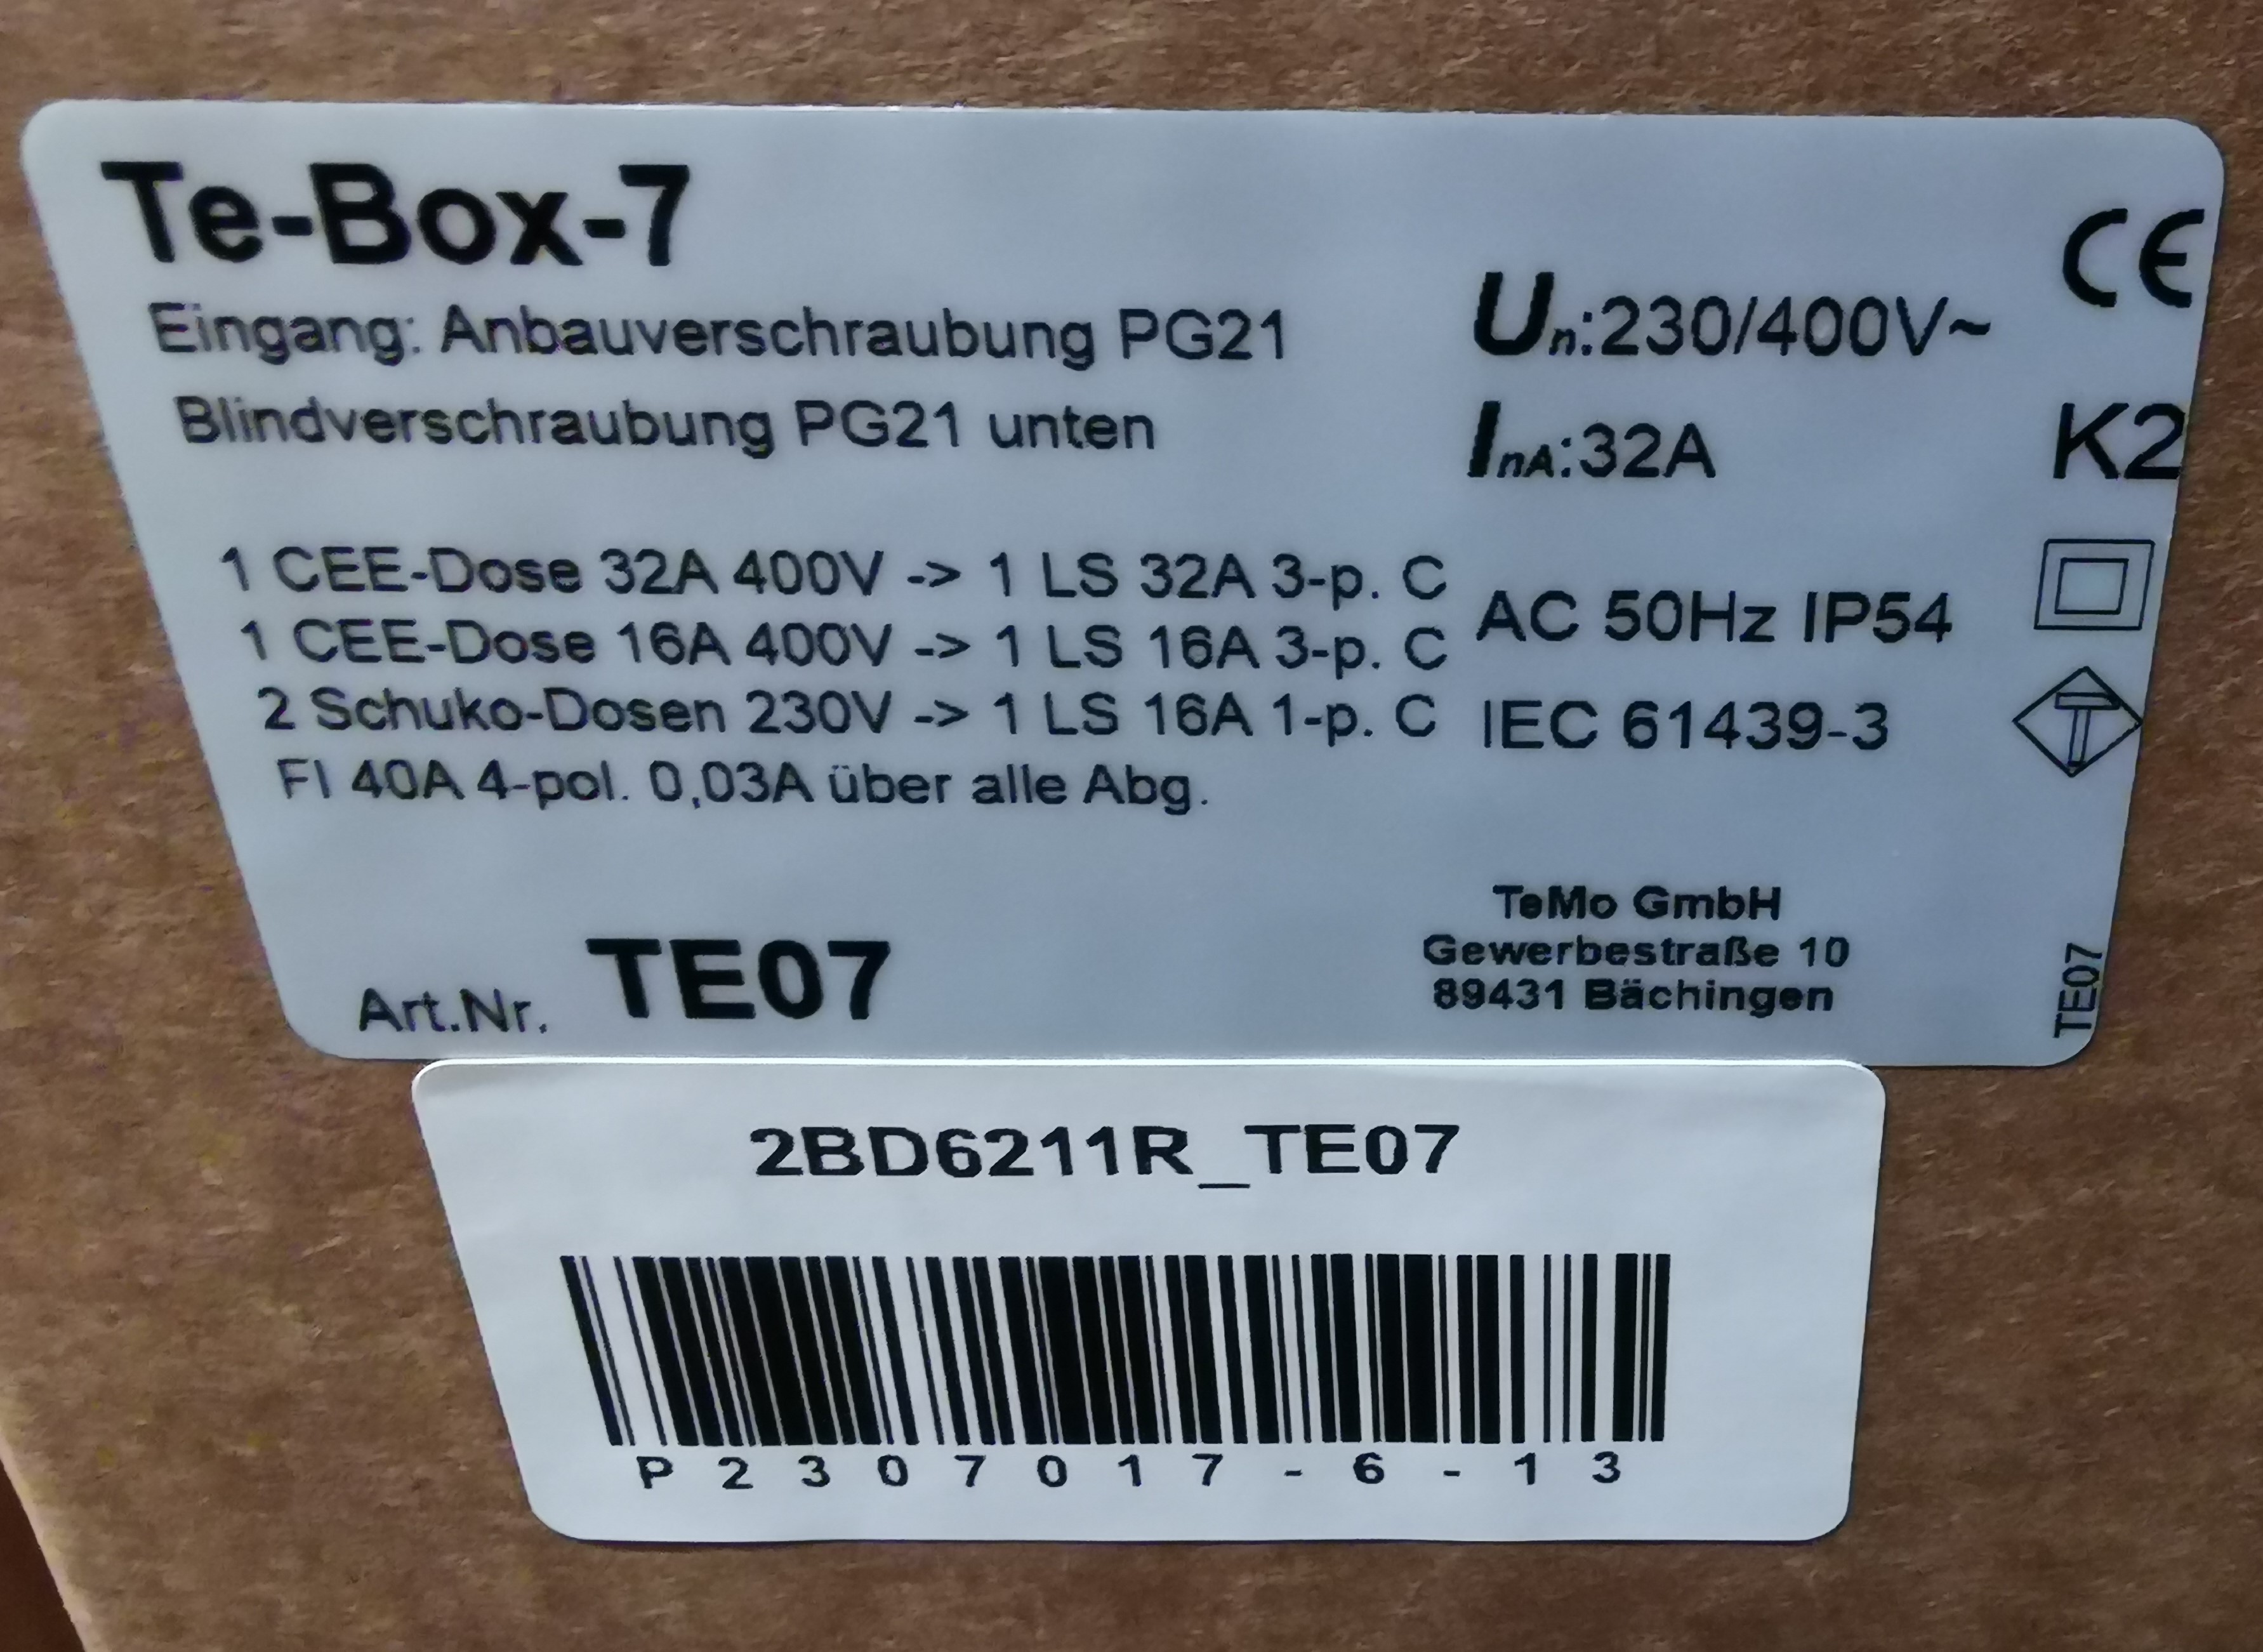 Te-Box-7
Eingang: Anbauverschraubung PG21
Blindverschraubung PG21 unten
Un:230/400V~
InA:32A
CE
K2
1 CEE-Dose 32A 400V -> 1 LS 32A 3-p. C
1 CEE-Dose 16A 400V -> 1 LS 16A 3-p. C
2 Schuko-Dosen 230V -> 1 LS 16A 1-p. C
FI 40A 4-pol. 0,03A über alle Abg.
AC 50Hz IP54
IEC 61439-3
T
Art.Nr. TE07
TeMo GmbH
Gewerbestraße 10
89431 Bächingen
TE07
2BD6211R_TE07
P2307017-6-13